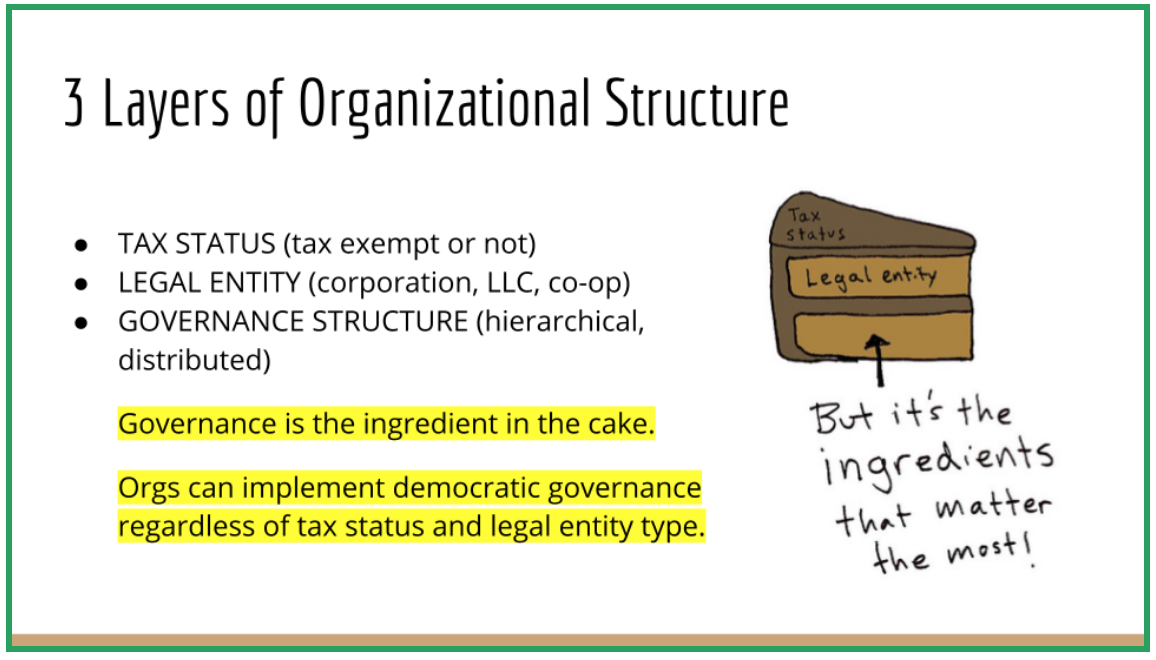 3 Layers of Organizational Structure
● TAX STATUS (tax exempt or not)
● LEGAL ENTITY (corporation, LLC, co-op)
● GOVERNANCE STRUCTURE (hierarchical,
distributed)
Governance is the ingredient in the cake.
Orgs can implement democratic governance
regardless of tax status and legal entity type.
Tax
status
Legal entity
But it's the
ingredients
that matter
the most!